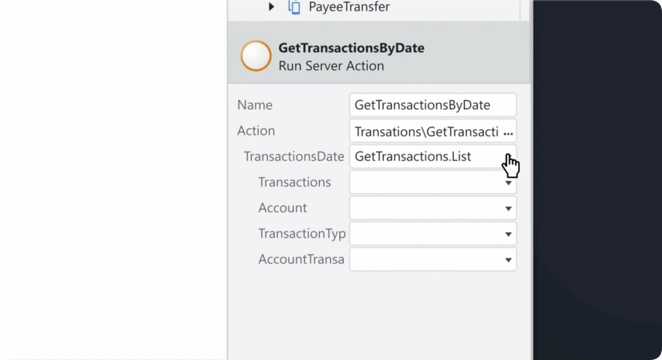 PayeeTransfer
GetTransactionsByDate
Run Server Action
Name GetTransactionsByDate
Action Transations\GetTransacti ...
TransactionsDate GetTransactions.List
Transactions
Account
TransactionTyp
AccountTransa